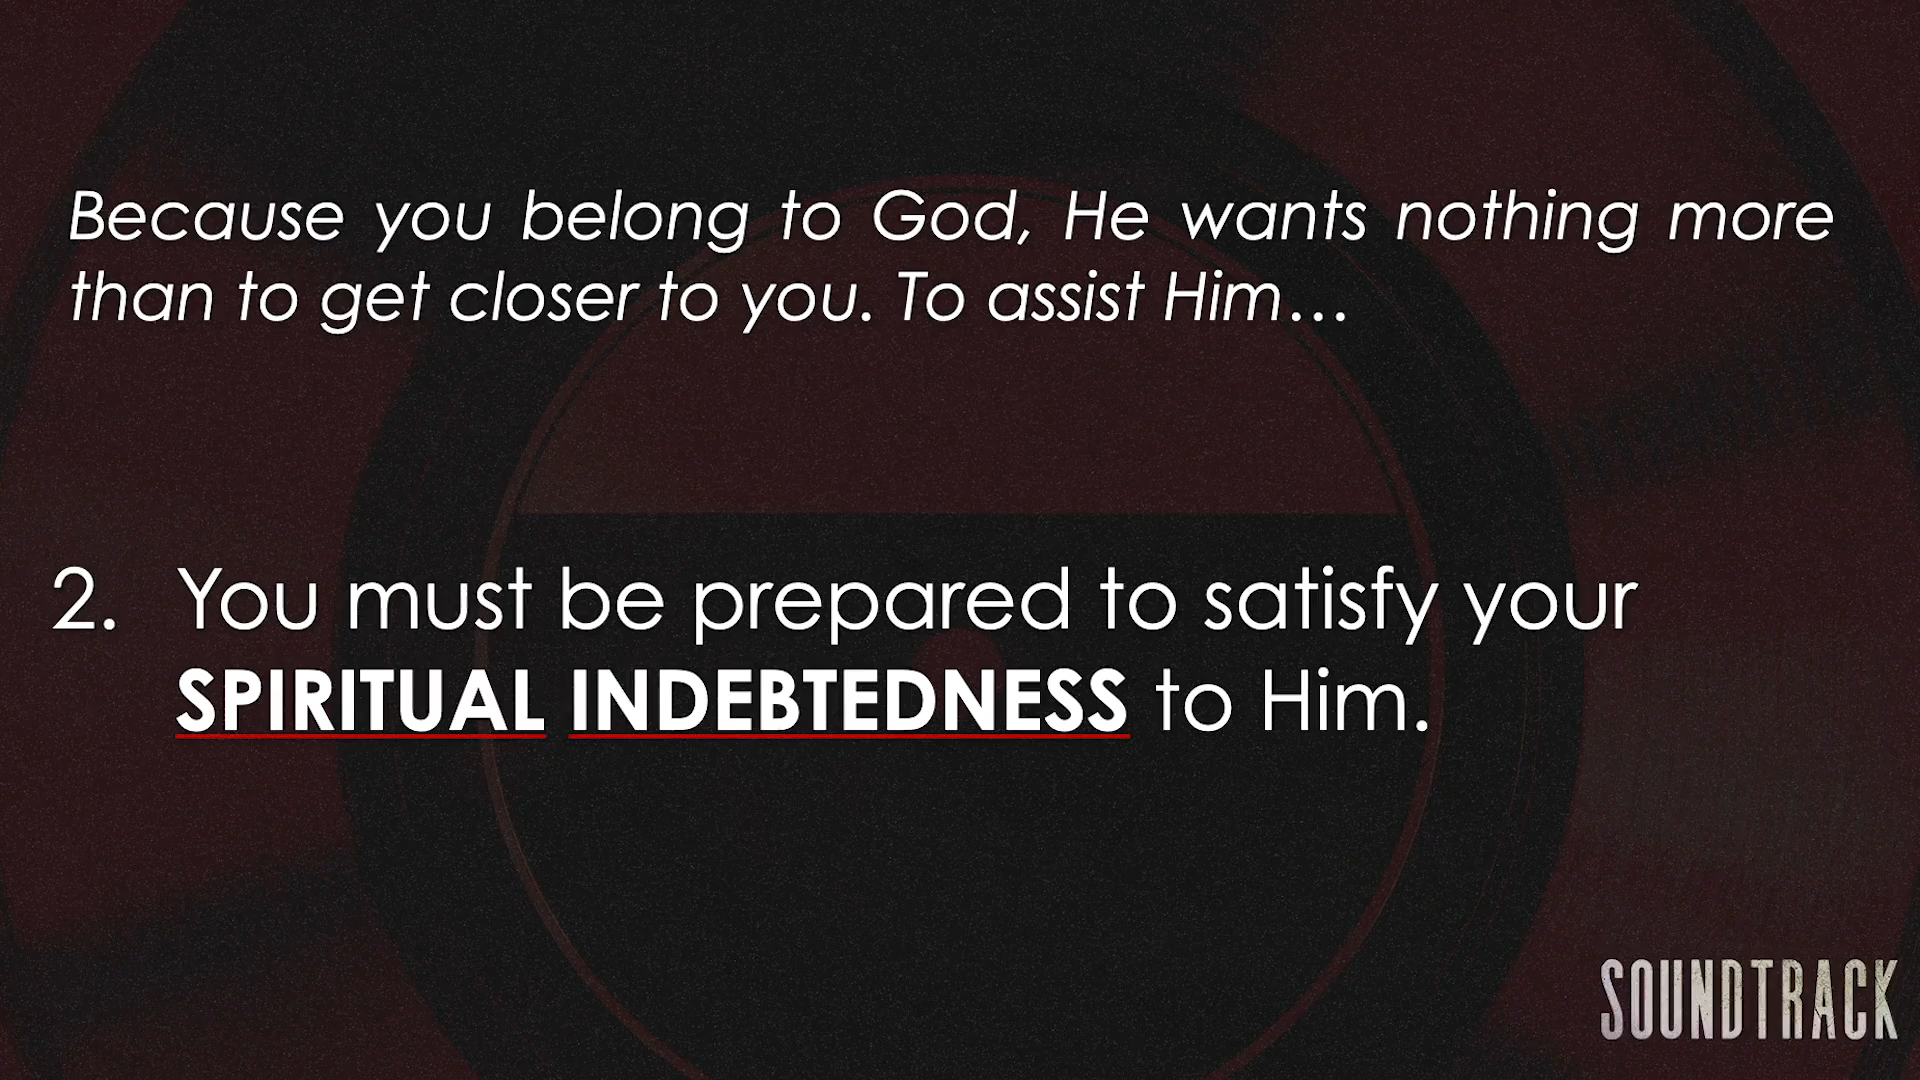 Because you belong to God, He wants nothing more
than to get closer to you. To assist Him…
2. You must be prepared to satisfy your
SPIRITUAL INDEBTEDNESS to Him.
SOUNDTRACK